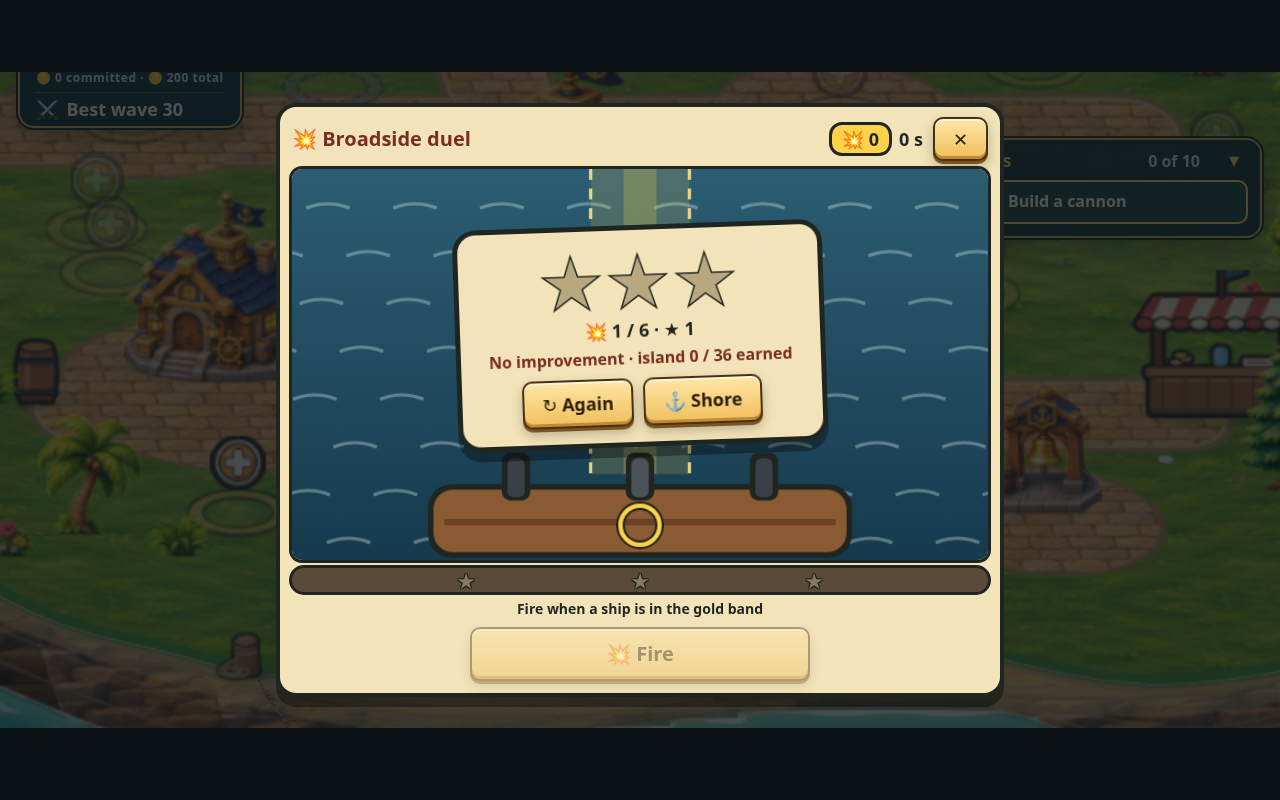 0 committed · 200 total
Best wave 30
Broadside duel
0
0 s
×
s
0 of 10
▼
Build a cannon
1 / 6 · ★ 1
No improvement · island 0 / 36 earned
↻ Again
⚓ Shore
Fire when a ship is in the gold band
Fire